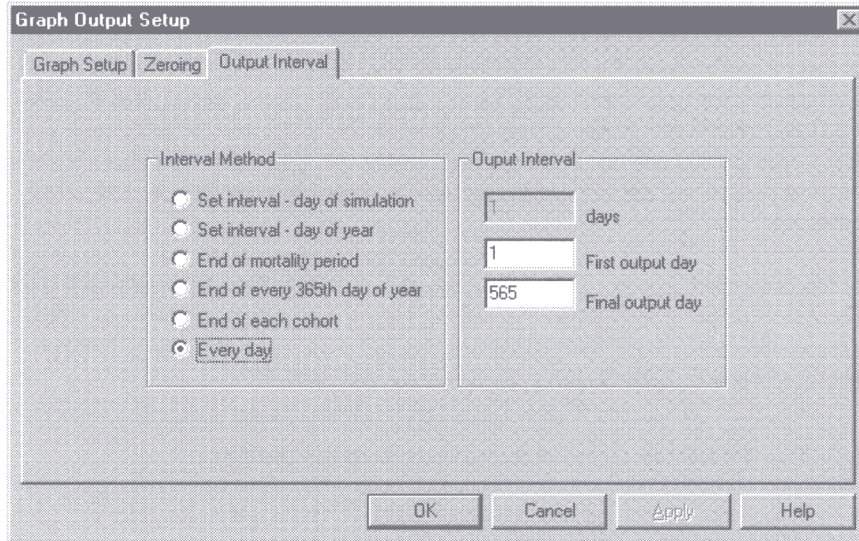 Graph Output Setup
Graph Setup Zeroing Output Interval
Interval Method
Set interval - day of simulation
Set interval - day of year
End of mortality period
End of every 365th day of year
End of each cohort
Every day
Ouput Interval
1 days
1 First output day
565 Final output day
OK Cancel Apply Help